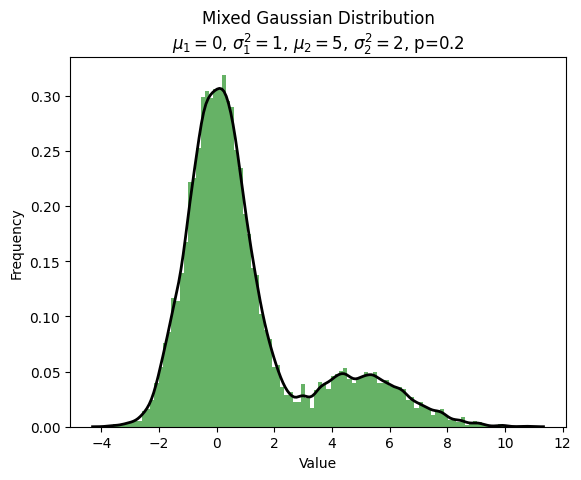 Mixed Gaussian Distribution
μ₁ = 0, σ₁² = 1, μ₂ = 5, σ₂² = 2, p=0.2
Frequency
0.30
0.25
0.20
0.15
0.10
0.05
0.00
−4 −2 0 2 4 6 8 10 12
Value